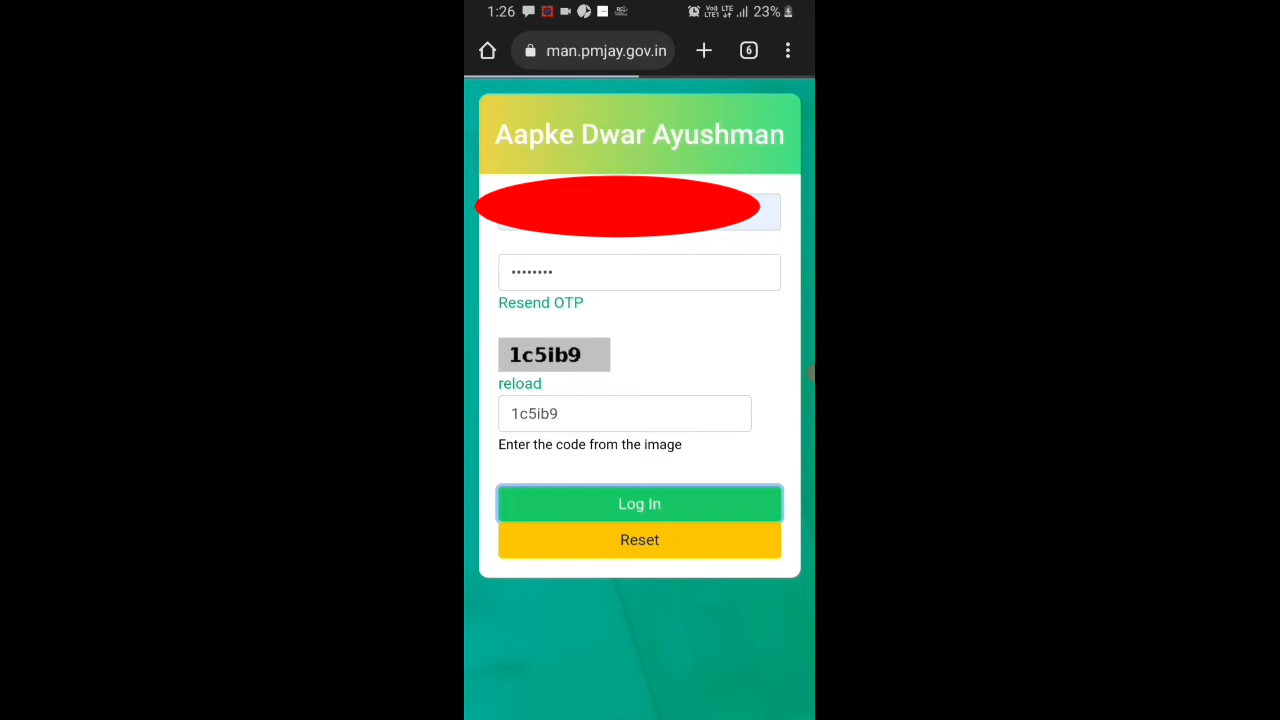 1:26 23%
man.pmjay.gov.in 6
Aapke Dwar Ayushman
••••••••
Resend OTP
1c5ib9
reload
1c5ib9
Enter the code from the image
Log In
Reset